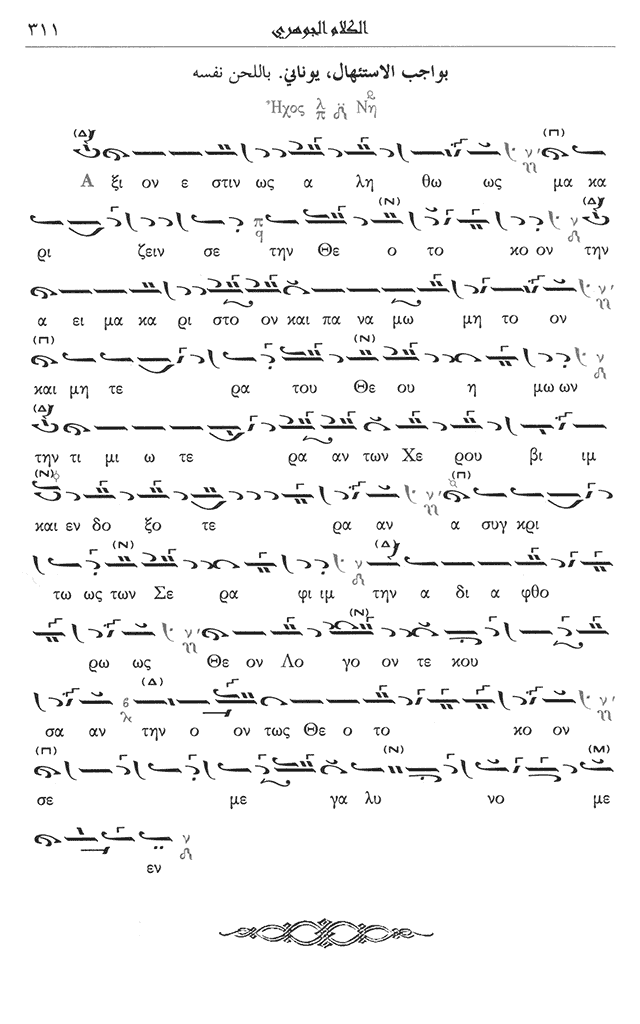 الكلام الجوهري ٣١١
بواجب الاستئهال، يوناني. باللحن نفسه
Ἦχος λ π δ Νη
Α ξι ον ε στιν ως α λη θω ως μα κα
ρι ζειν σε την Θε ο το κο ον την
α ει μα κα ρι στο ον και πα να μω μη το ον
και μη τε ρα του Θε ου η μω ων
την τι μι ω τε ρα αν των Χε ρου βι ιμ
και εν δο ξο τε ρα αν α συγ κρι
τω ως των Σε ρα φι ιμ την α δι α φθο
ρω ως Θε ον Λο γο ον τε κου
σα αν την ο ον τως Θε ο το κο ον
σε με γα λυ νο με
εν